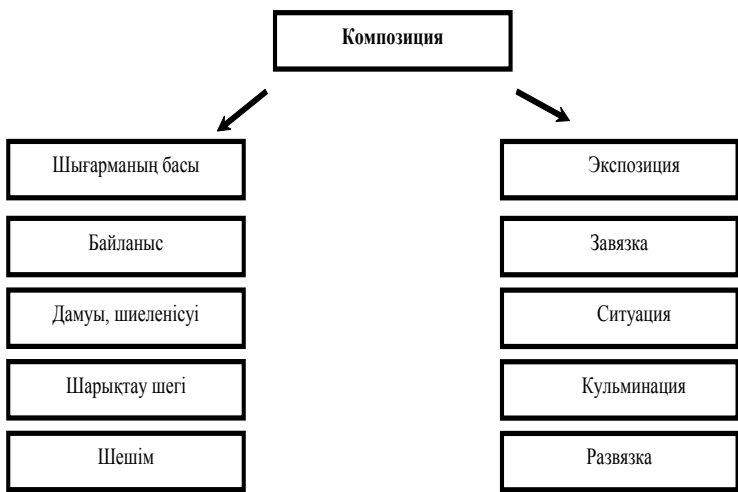 Композиция
Шығарманың басы
Экспозиция
Байланыс
Завязка
Дамуы, шиеленісуі
Ситуация
Шарықтау шегі
Кульминация
Шешім
Развязка